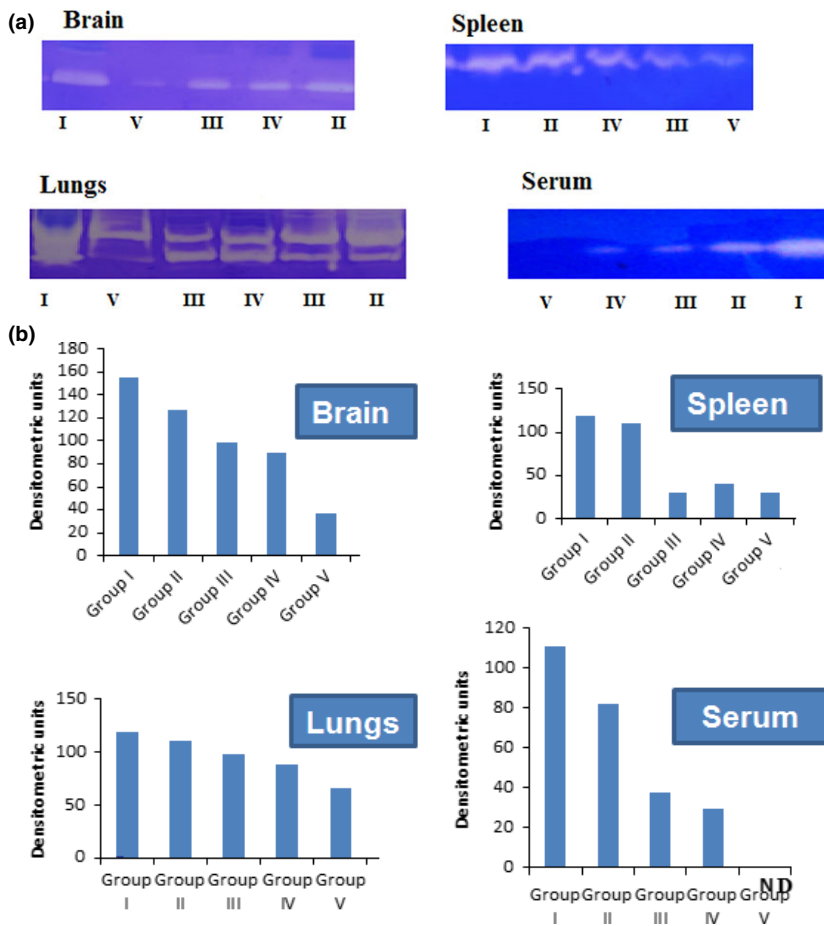 (a)
Brain
I V III IV II
Spleen
I II IV III V
Lungs
I V III IV III II
Serum
V IV III II I
(b)
Densitometric units
180
160
140
120
100
80
60
40
20
0
Brain
Group I
Group II
Group III
Group IV
Group V
Densitometric units
150
100
50
0
Spleen
Group I
Group II
Group III
Group IV
Group V
Densitometric units
150
100
50
0
Lungs
Group Group Group Group Group
I II III IV V
Densitometric units
120
100
80
60
40
20
0
Serum
N D
Group Group Group Group Group
I II III IV V